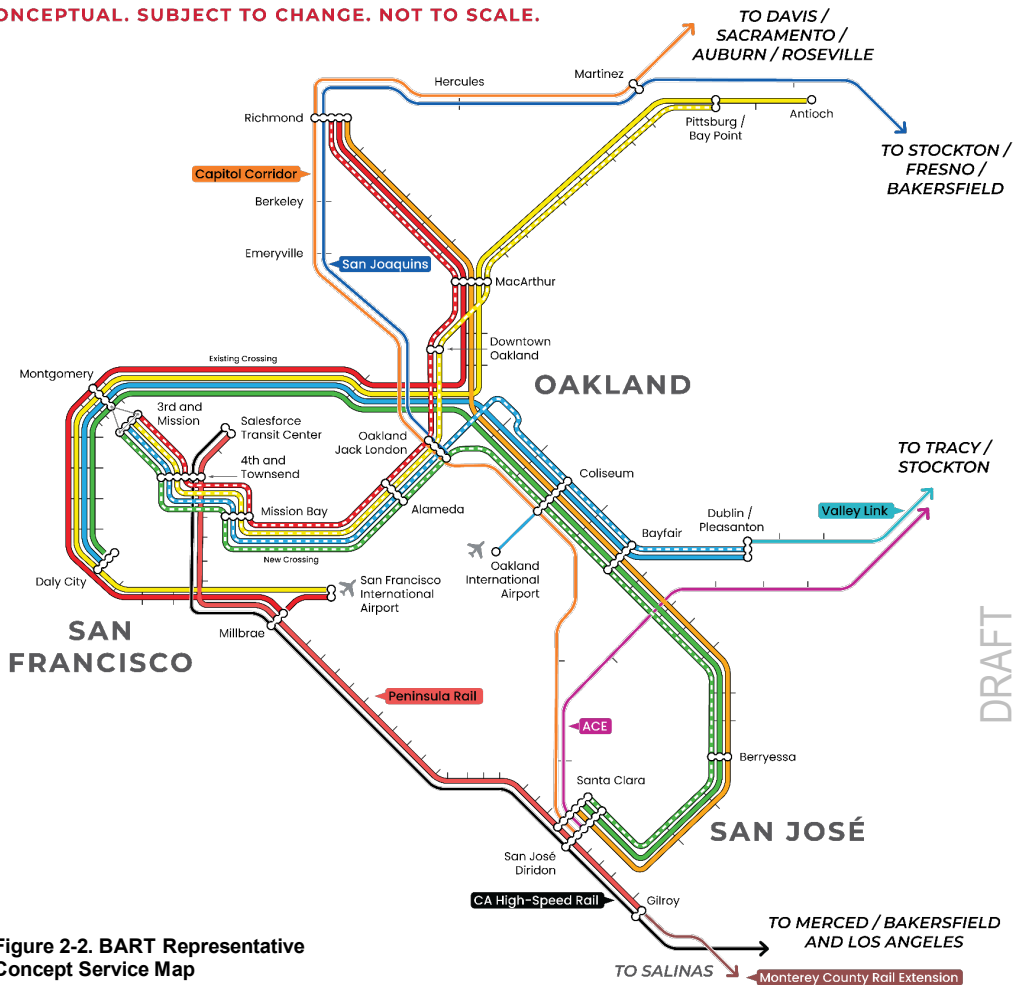 ONCEPTUAL. SUBJECT TO CHANGE. NOT TO SCALE.
TO DAVIS /
SACRAMENTO /
AUBURN / ROSEVILLE
Hercules
Martinez
Richmond
Pittsburg /
Bay Point
Antioch
TO STOCKTON /
FRESNO /
BAKERSFIELD
Capitol Corridor
Berkeley
Emeryville
San Joaquins
MacArthur
Downtown
Oakland
Existing Crossing
Montgomery
OAKLAND
3rd and
Mission
Salesforce
Transit Center
Oakland
Jack London
4th and
Townsend
Coliseum
TO TRACY /
STOCKTON
Mission Bay
Alameda
Valley Link
Dublin /
Pleasanton
Bayfair
New Crossing
Daly City
San Francisco
International
Airport
Oakland
International
Airport
Millbrae
SAN
FRANCISCO
DRAFT
Peninsula Rail
ACE
Berryessa
Santa Clara
SAN JOSÉ
San José
Diridon
CA High-Speed Rail
Gilroy
TO MERCED / BAKERSFIELD
AND LOS ANGELES
Figure 2-2. BART Representative
Concept Service Map
TO SALINAS
Monterey County Rail Extension